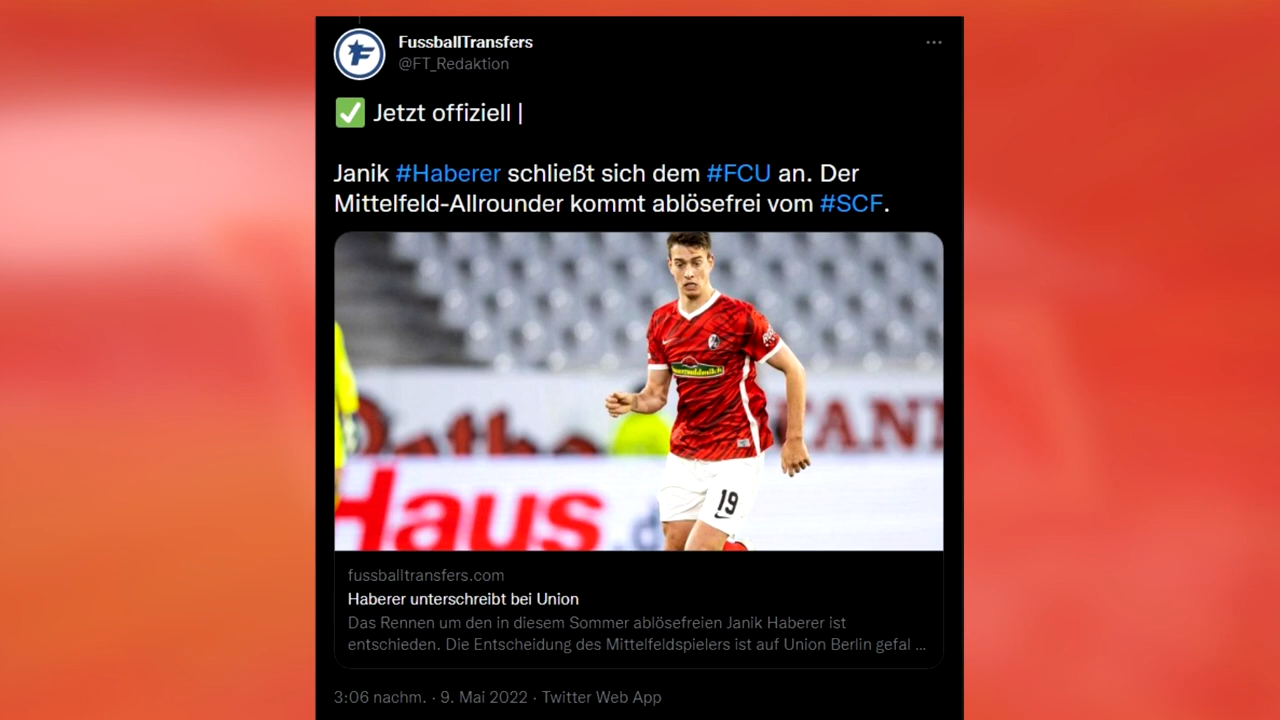 FussballTransfers
@FT_Redaktion
✅ Jetzt offiziell |
Janik #Haberer schließt sich dem #FCU an. Der
Mittelfeld-Allrounder kommt ablösefrei vom #SCF.
Haus.d
19
fussballtransfers.com
Haberer unterschreibt bei Union
Das Rennen um den in diesem Sommer ablösefreien Janik Haberer ist
entschieden. Die Entscheidung des Mittelfeldspielers ist auf Union Berlin gefal ...
3:06 nachm. · 9. Mai 2022 · Twitter Web App